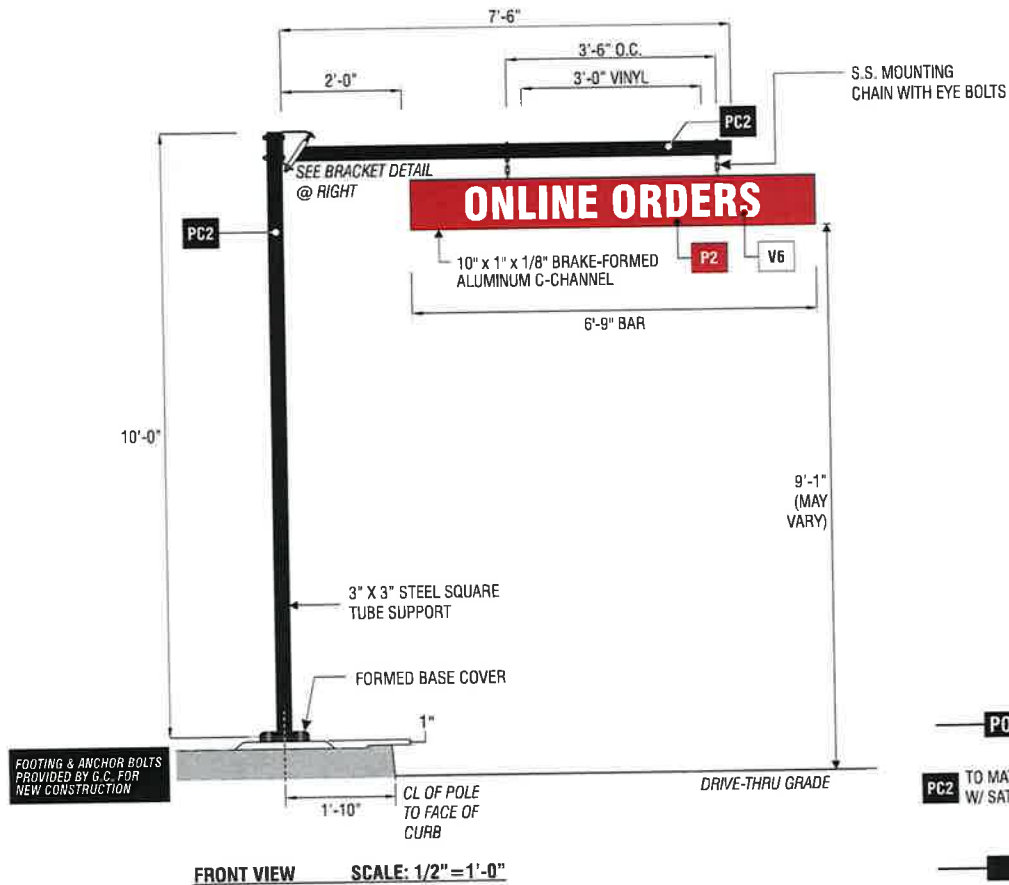 7'-6"
3'-6" O.C.
2'-0"
3'-0" VINYL
S.S. MOUNTING
CHAIN WITH EYE BOLTS
PC2
SEE BRACKET DETAIL
@ RIGHT
ONLINE ORDERS
PC2
P2
V6
10" x 1" x 1/8" BRAKE-FORMED
ALUMINUM C-CHANNEL
6'-9" BAR
10'-0"
9'-1"
(MAY
VARY)
3" X 3" STEEL SQUARE
TUBE SUPPORT
FORMED BASE COVER
1"
FOOTING & ANCHOR BOLTS
PROVIDED BY G.C. FOR
NEW CONSTRUCTION
1'-10"
CL OF POLE
TO FACE OF
CURB
DRIVE-THRU GRADE
PC2 TO
W/
FRONT VIEW SCALE: 1/2"=1'-0"